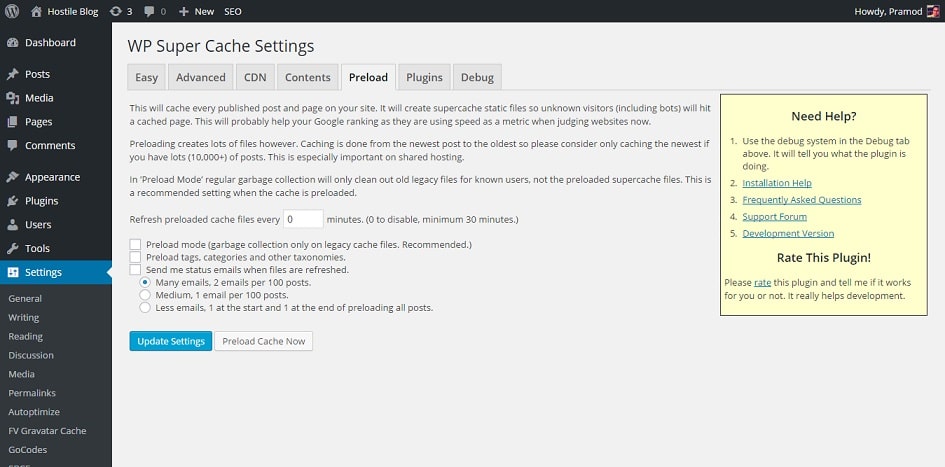 Hostile Blog 3 0 + New SEO Howdy, Pramod
Dashboard
Posts
Media
Pages
Comments
Appearance
Plugins
Users
Tools
Settings
General
Writing
Reading
Discussion
Media
Permalinks
Autoptimize
FV Gravatar Cache
GoCodes
WP Super Cache Settings
Easy Advanced CDN Contents Preload Plugins Debug
This will cache every published post and page on your site. It will create supercache static files so unknown visitors (including bots) will hit
a cached page. This will probably help your Google ranking as they are using speed as a metric when judging websites now.
Preloading creates lots of files however. Caching is done from the newest post to the oldest so please consider only caching the newest if
you have lots (10,000+) of posts. This is especially important on shared hosting.
In 'Preload Mode' regular garbage collection will only clean out old legacy files for known users, not the preloaded supercache files. This is
a recommended setting when the cache is preloaded.
Refresh preloaded cache files every 0 minutes. (0 to disable, minimum 30 minutes.)
Preload mode (garbage collection only on legacy cache files. Recommended.)
Preload tags, categories and other taxonomies.
Send me status emails when files are refreshed.
Many emails, 2 emails per 100 posts.
Medium, 1 email per 100 posts.
Less emails, 1 at the start and 1 at the end of preloading all posts.
Update Settings Preload Cache Now
Need Help?
1. Use the debug system in the Debug tab
above. It will tell you what the plugin is
doing.
2. Installation Help
3. Frequently Asked Questions
4. Support Forum
5. Development Version
Rate This Plugin!
Please rate this plugin and tell me if it works
for you or not. It really helps development.